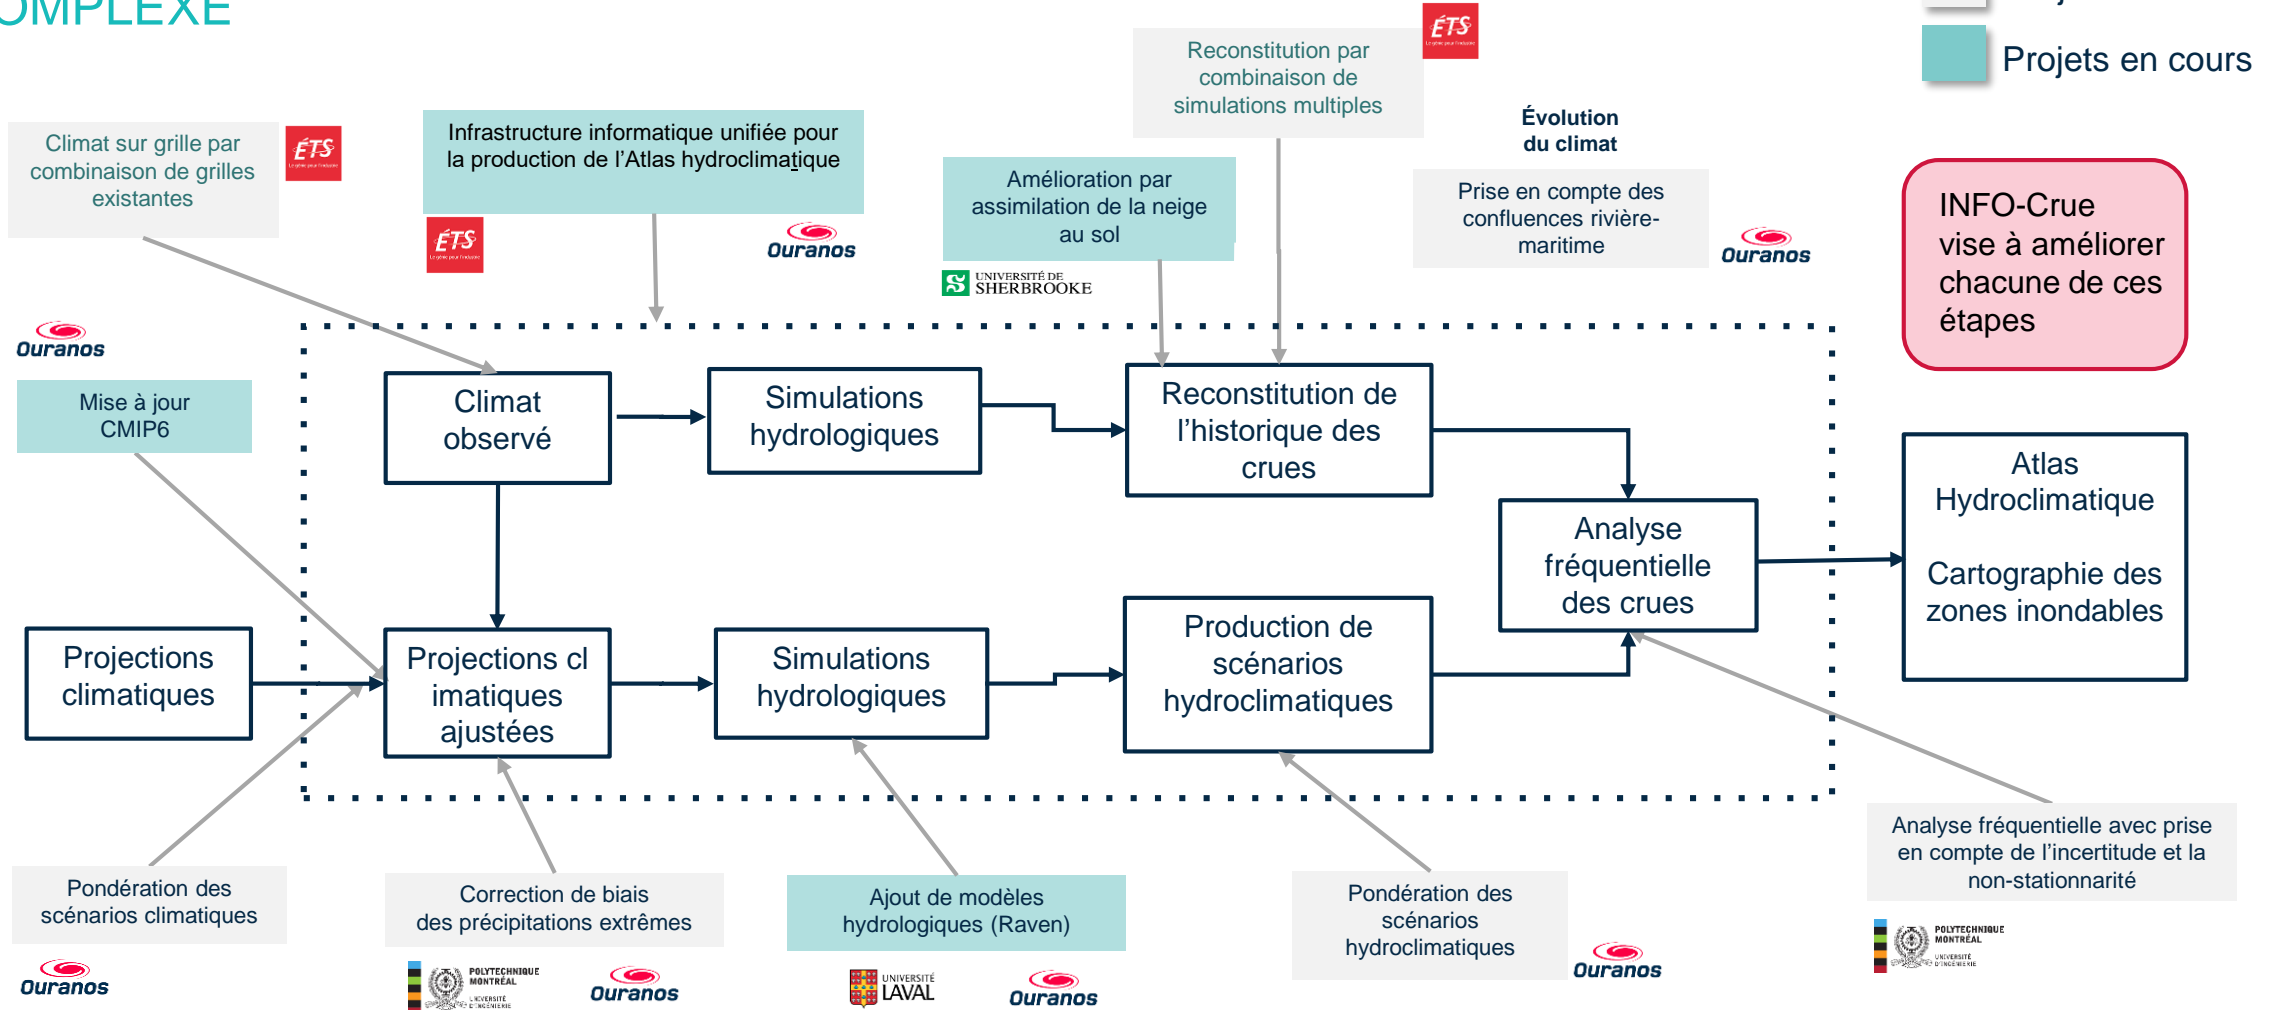 OMPLEXE
Projets en cours
Reconstitution par
combinaison de
simulations multiples
ÉTS
Évolution
du climat
Climat sur grille par
combinaison de grilles
existantes
ÉTS
Infrastructure informatique unifiée pour
la production de l'Atlas hydroclimatique
ÉTS
Ouranos
Amélioration par
assimilation de la neige
au sol
UNIVERSITÉ DE
SHERBROOKE
Prise en compte des
confluences rivière-
maritime
Ouranos
INFO-Crue
vise à améliorer
chacune de ces
étapes
Ouranos
Mise à jour
CMIP6
Climat
observé
Simulations
hydrologiques
Reconstitution de
l'historique des
crues
Analyse
fréquentielle
des crues
Atlas
Hydroclimatique
Cartographie des
zones inondables
Projections
climatiques
Projections cl
imatiques
ajustées
Simulations
hydrologiques
Production de
scénarios
hydroclimatiques
Pondération des
scénarios climatiques
Ouranos
Correction de biais
des précipitations extrêmes
POLYTECHNIQUE
MONTRÉAL
UNIVERSITÉ
D'INGÉNIERIE
Ouranos
Ajout de modèles
hydrologiques (Raven)
UNIVERSITÉ
LAVAL
Ouranos
Pondération des
scénarios
hydroclimatiques
Ouranos
Analyse fréquentielle avec prise
en compte de l'incertitude et la
non-stationnarité
POLYTECHNIQUE
MONTRÉAL
UNIVERSITÉ
D'INGÉNIERIE